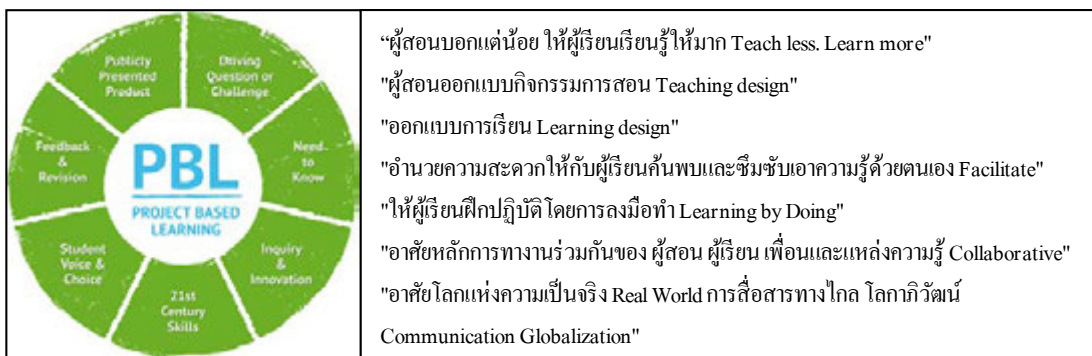 Publicly
Presented
Product
Driving
Question or
Challenge
Need
to
Know
Inquiry
&
Innovation
21st
Century
Skills
Student
Voice &
Choice
Feedback
&
Revision
PBL
PROJECT BASED
LEARNING
“ผู้สอนบอกแต่น้อย ให้ผู้เรียนเรียนรู้ให้มาก Teach less. Learn more"
"ผู้สอนออกแบบกิจกรรมการสอน Teaching design"
"ออกแบบการเรียน Learning design"
"อำนวยความสะดวกให้กับผู้เรียนค้นพบและซึมซับเอาความรู้ด้วยตนเอง Facilitate"
"ให้ผู้เรียนฝึกปฏิบัติ โดยการลงมือทำ Learning by Doing"
"อาศัยหลักการทางานร่วมกันของ ผู้สอน ผู้เรียน เพื่อนและแหล่งความรู้ Collaborative"
"อาศัยโลกแห่งความเป็นจริง Real World การสื่อสารทางไกล โลกาภิวัฒน์
Communication Globalization"